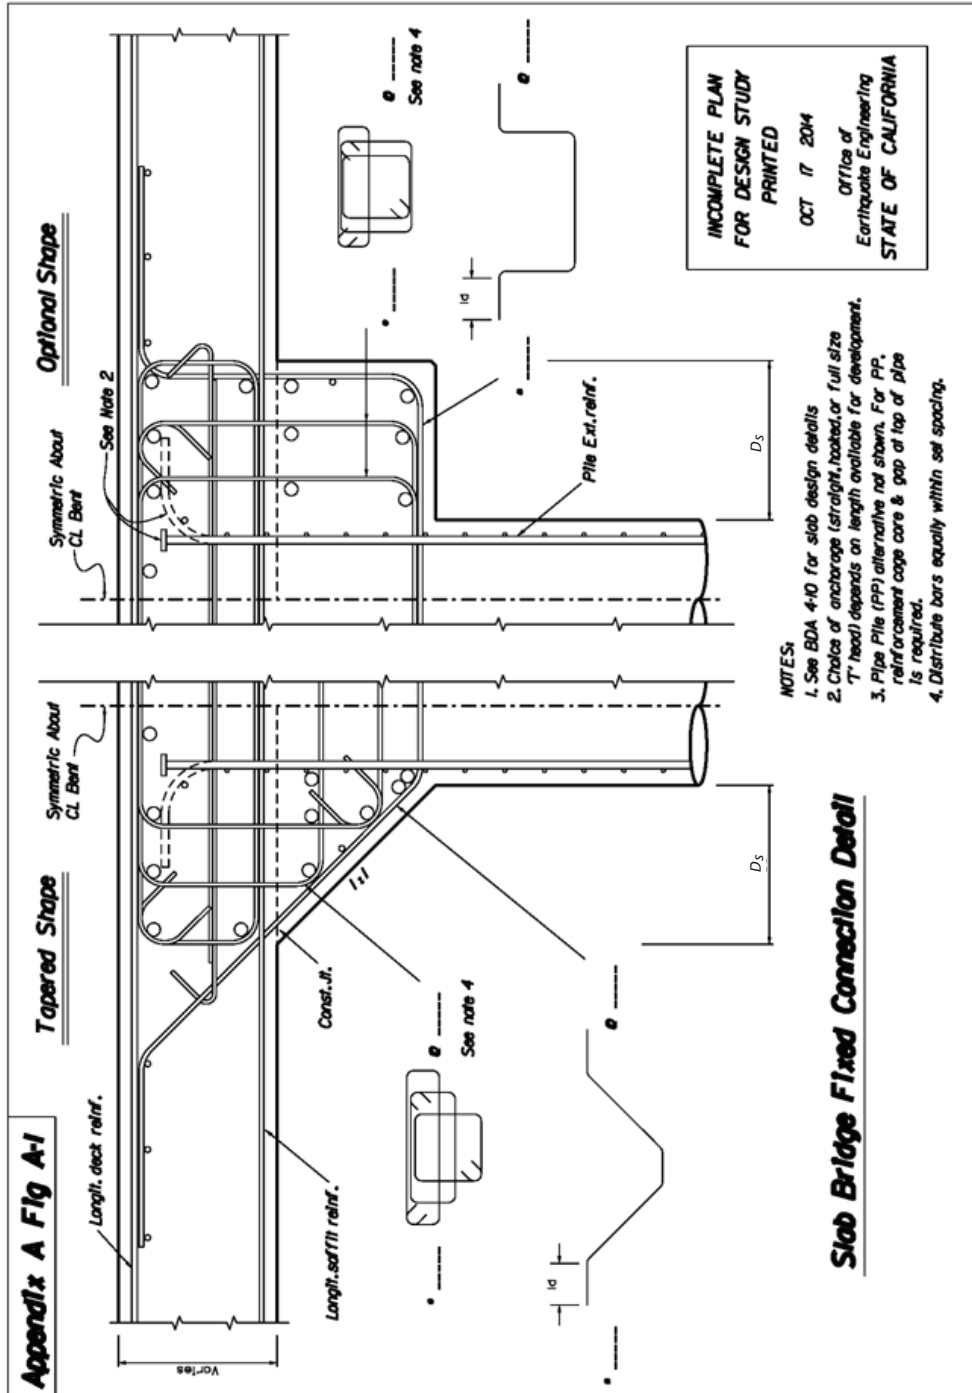 Appendix A Fig A-1
Tapered Shape
Optional Shape
Symmetric About
CL Bent
Symmetric About
CL Bent
See Note 2
Longit. deck reinf.
Varies
Longit. soffit reinf.
Const. Jt.
1:1
See note 4
ld
Ds
Pile Ext. reinf.
See note 4
ld
Ds
NOTES:
1. See BDA 4-10 for slab design details
2. Choice of anchorage (straight, hooked, or full size
"T" head) depends on length available for development.
3. Pipe Pile (PP) alternative not shown. For PP,
reinforcement cage care & gap at top of pipe
is required.
4. Distribute bars equally within set spacing.
INCOMPLETE PLAN
FOR DESIGN STUDY
PRINTED
OCT 17 2014
Office of
Earthquake Engineering
STATE OF CALIFORNIA
Slab Bridge Fixed Connection Detail